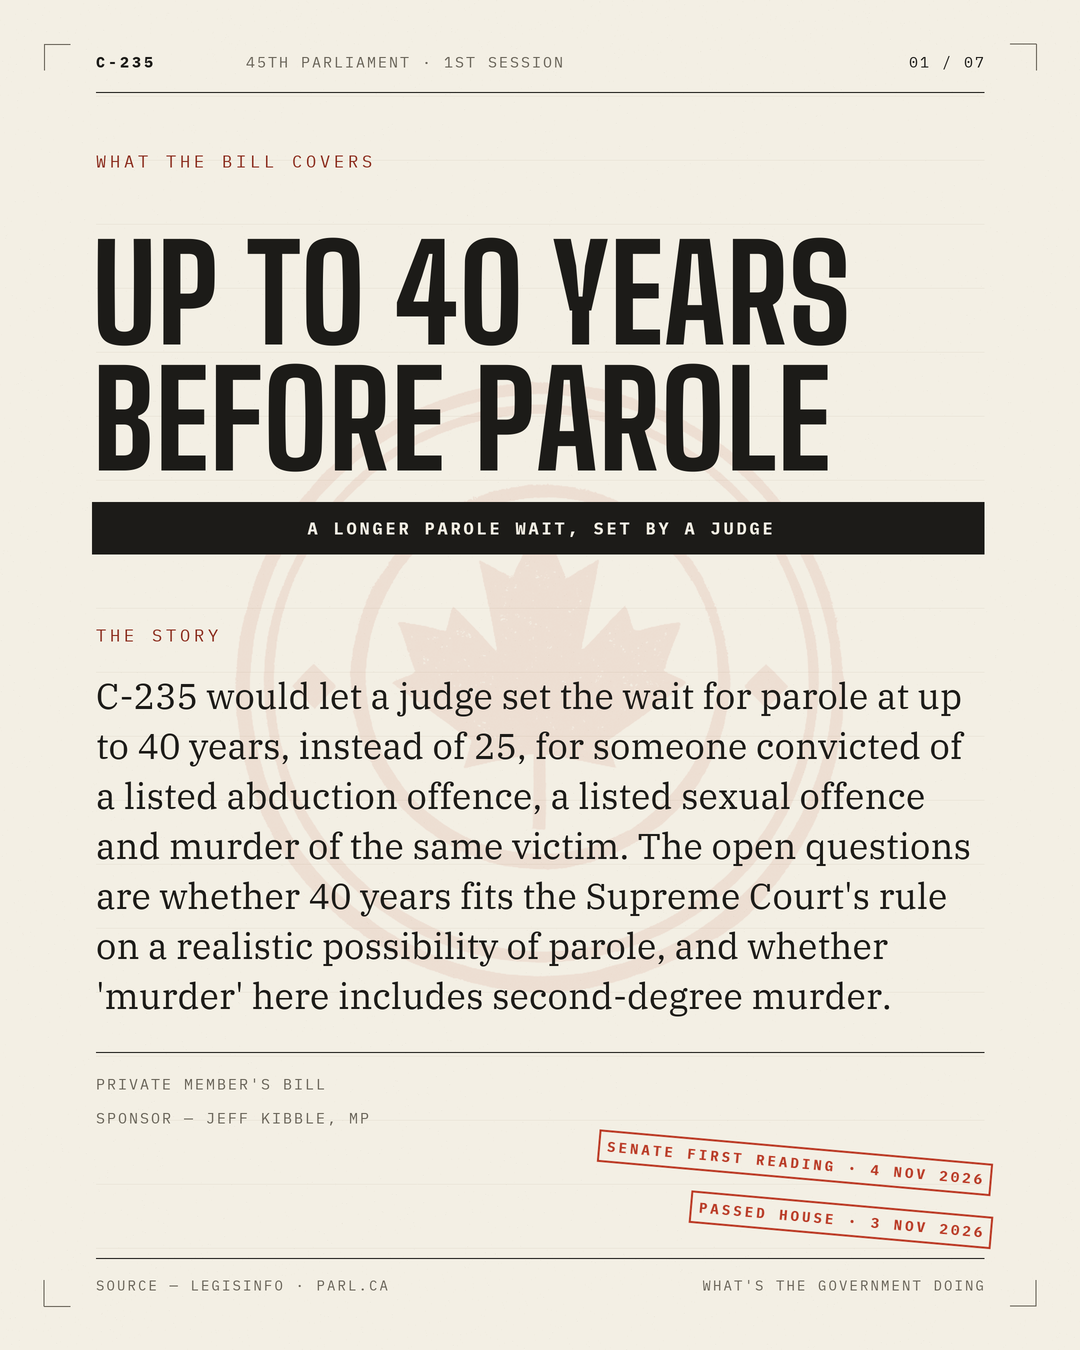 C-235
45TH PARLIAMENT · 1ST SESSION
01 / 07
WHAT THE BILL COVERS
UP TO 40 YEARS
BEFORE PAROLE
A LONGER PAROLE WAIT, SET BY A JUDGE
THE STORY
C-235 would let a judge set the wait for parole at up
to 40 years, instead of 25, for someone convicted of
a listed abduction offence, a listed sexual offence
and murder of the same victim. The open questions
are whether 40 years fits the Supreme Court's rule
on a realistic possibility of parole, and whether
'murder' here includes second-degree murder.
PRIVATE MEMBER'S BILL
SPONSOR — JEFF KIBBLE, MP
SENATE FIRST READING · 4 NOV 2026
PASSED HOUSE · 3 NOV 2026
SOURCE — LEGISINFO · PARL.CA
WHAT'S THE GOVERNMENT DOING